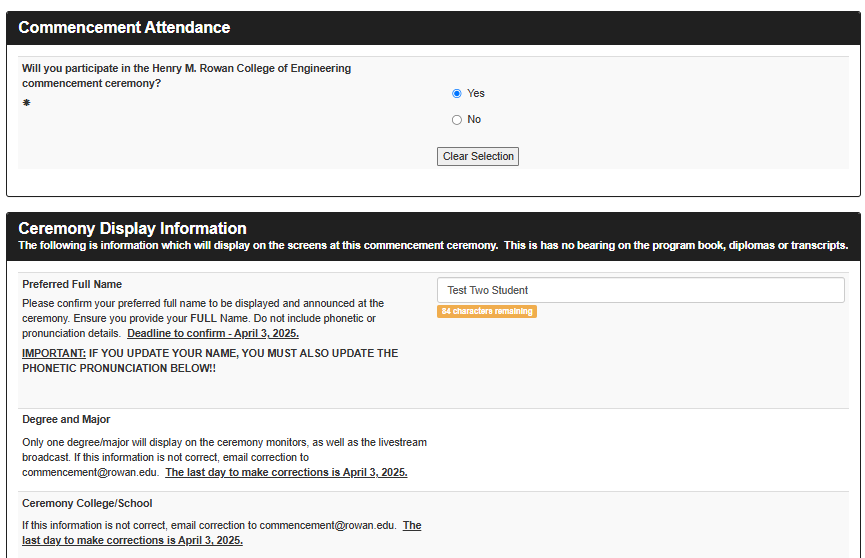 Commencement Attendance
Will you participate in the Henry M. Rowan College of Engineering
commencement ceremony?
✱
Yes
No
Clear Selection
Ceremony Display Information
The following is information which will display on the screens at this commencement ceremony. This is has no bearing on the program book, diplomas or transcripts.
Preferred Full Name
Test Two Student
84 characters remaining
Please confirm your preferred full name to be displayed and announced at the
ceremony. Ensure you provide your FULL Name. Do not include phonetic or
pronunciation details. Deadline to confirm - April 3, 2025.
IMPORTANT: IF YOU UPDATE YOUR NAME, YOU MUST ALSO UPDATE THE
PHONETIC PRONUNCIATION BELOW!!
Degree and Major
Only one degree/major will display on the ceremony monitors, as well as the livestream
broadcast. If this information is not correct, email correction to
commencement@rowan.edu. The last day to make corrections is April 3, 2025.
Ceremony College/School
If this information is not correct, email correction to commencement@rowan.edu. The
last day to make corrections is April 3, 2025.